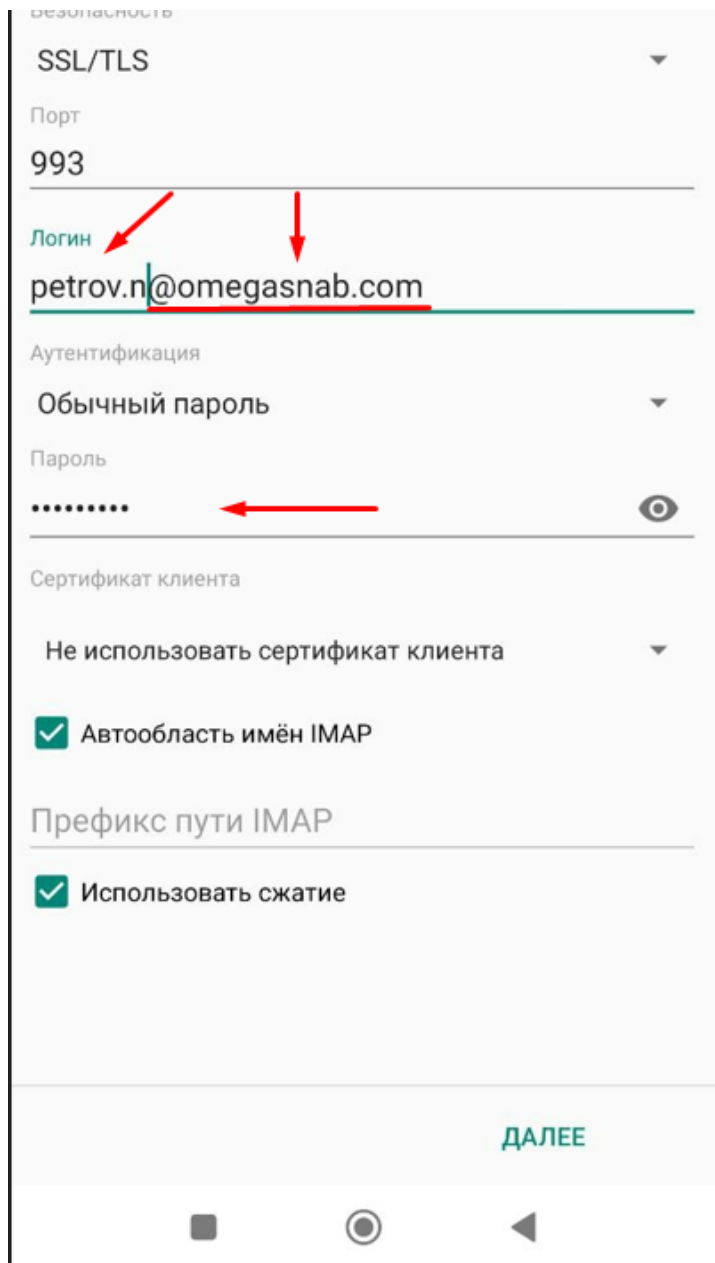 Безопасность
SSL/TLS
Порт
993
Логин
petrov.n@omegasnab.com
Аутентификация
Обычный пароль
Пароль
•••••••••
Сертификат клиента
Не использовать сертификат клиента
Автообласть имён IMAP
Префикс пути IMAP
Использовать сжатие
ДАЛЕЕ